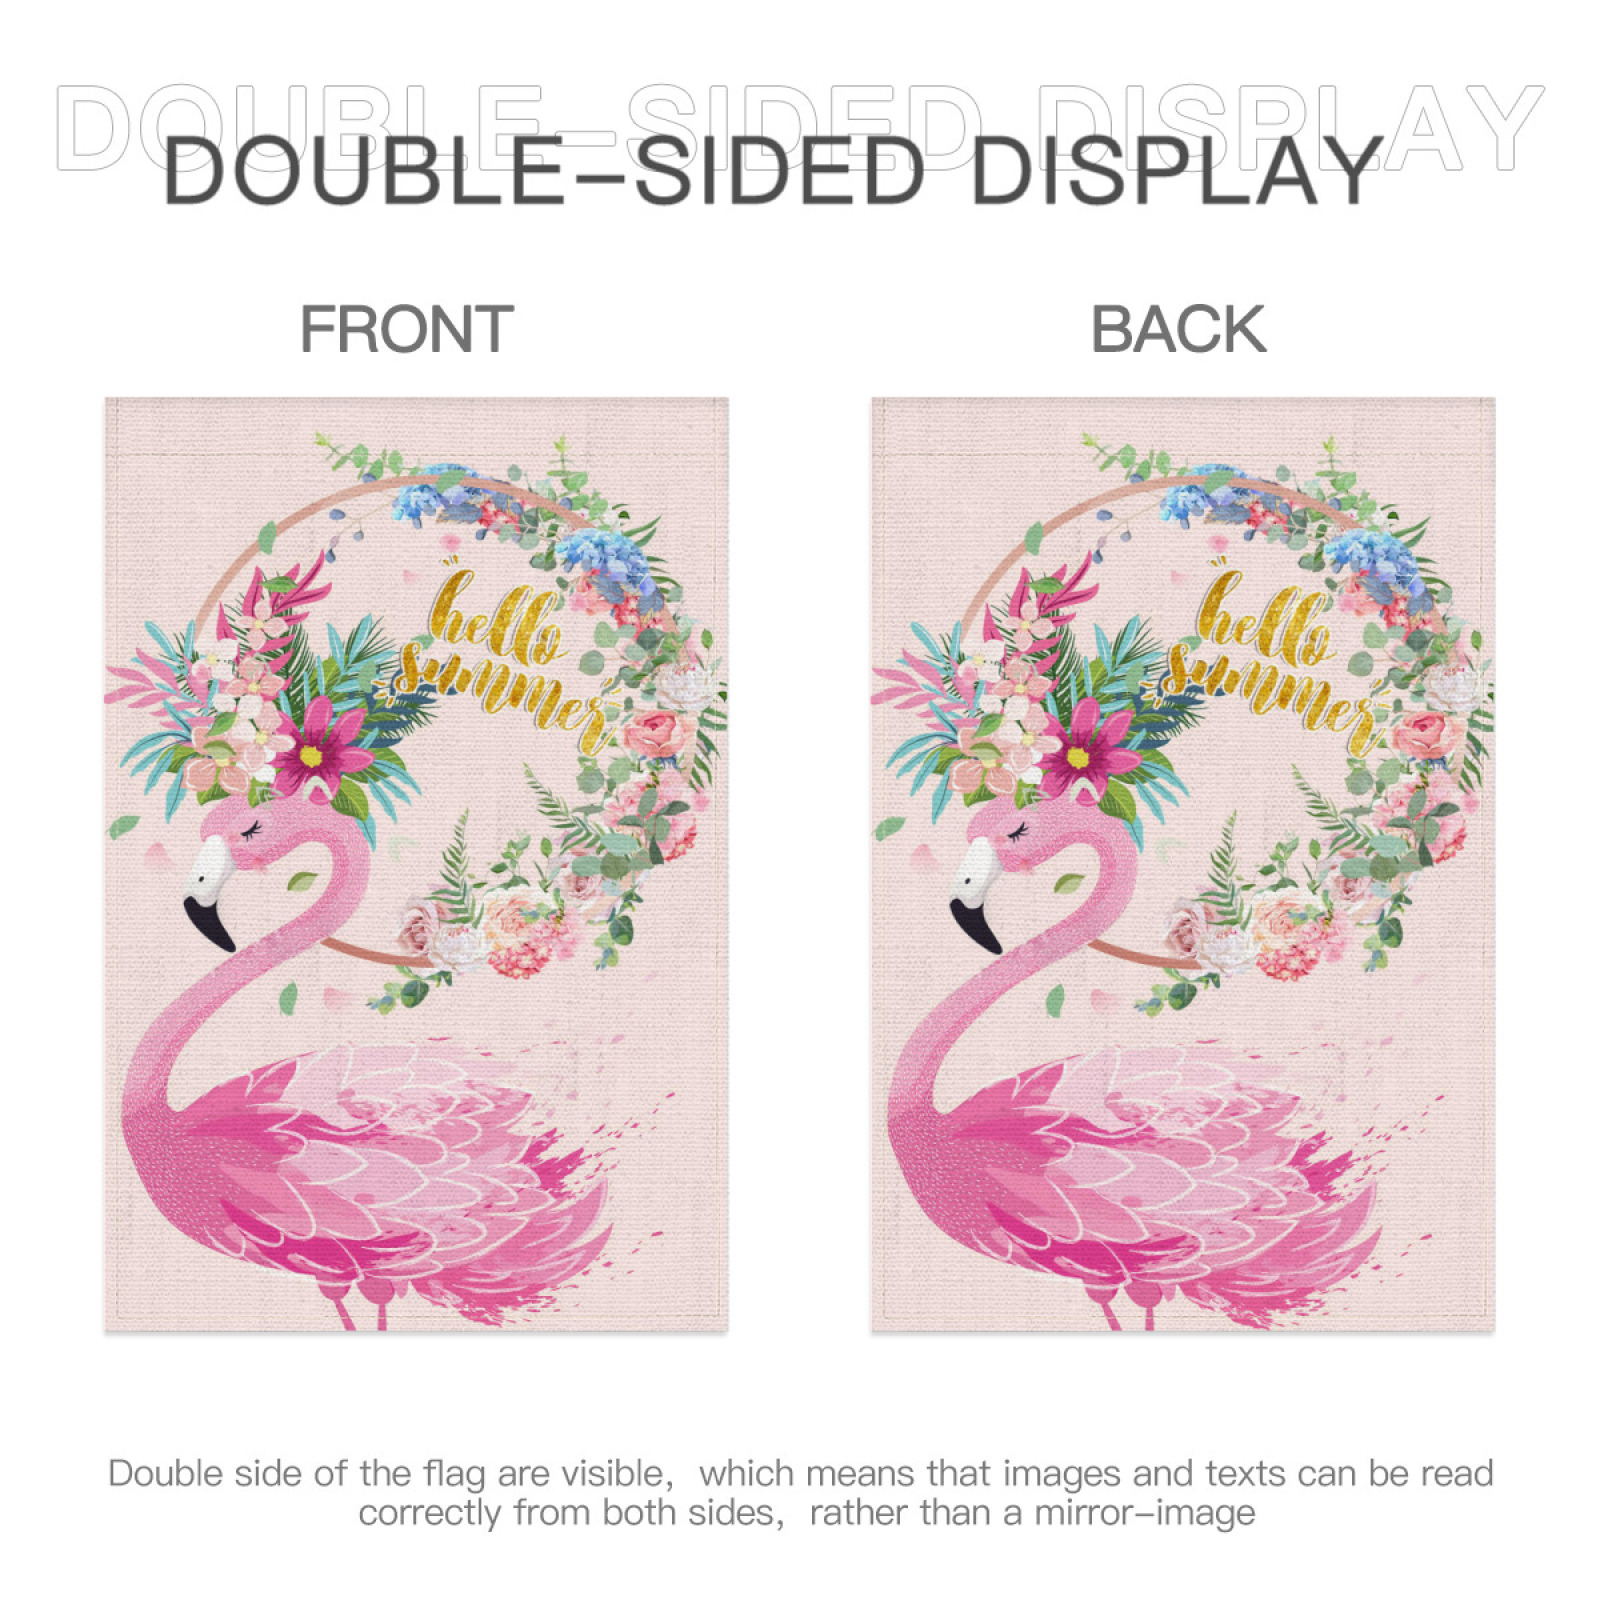 DOUBLE-SIDED DISPLAY
DOUBLE-SIDED DISPLAY
FRONT
BACK
hello
summer
hello
summer
Double side of the flag are visible, which means that images and texts can be read
correctly from both sides, rather than a mirror-image